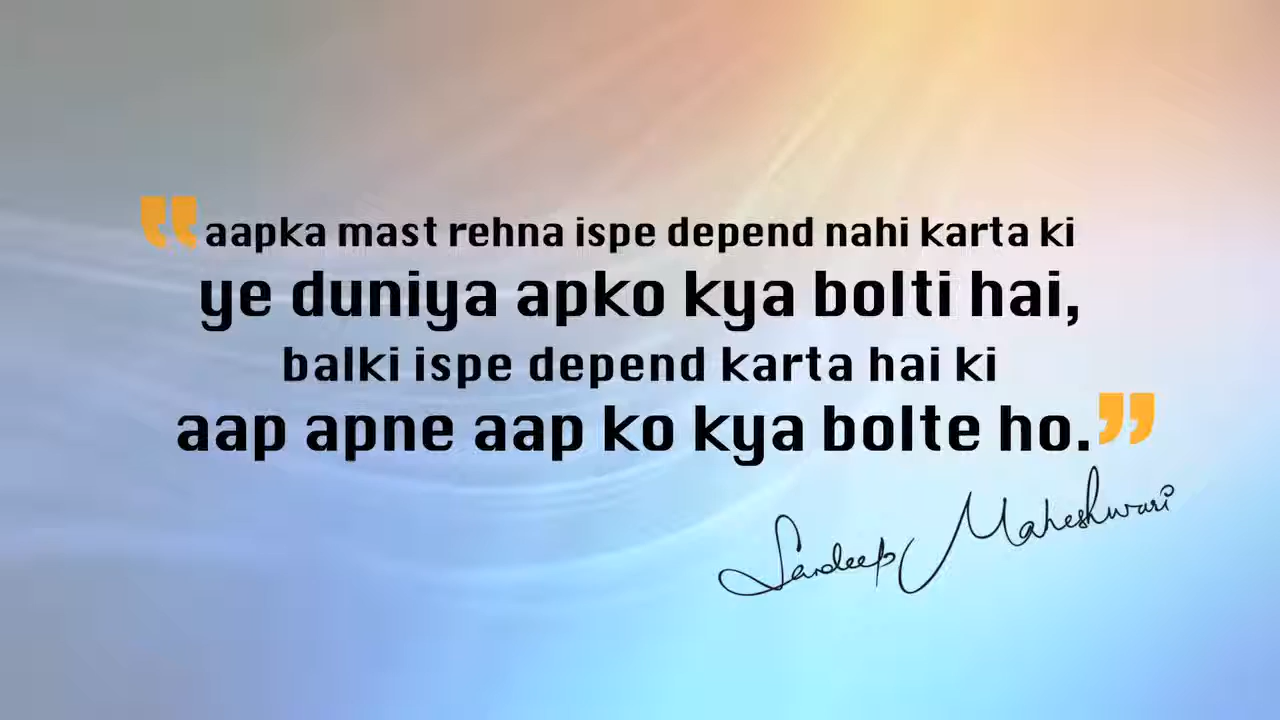 “aapka mast rehna ispe depend nahi karta ki
ye duniya apko kya bolti hai,
balki ispe depend karta hai ki
aap apne aap ko kya bolte ho.”
Sandeep Maheshwari